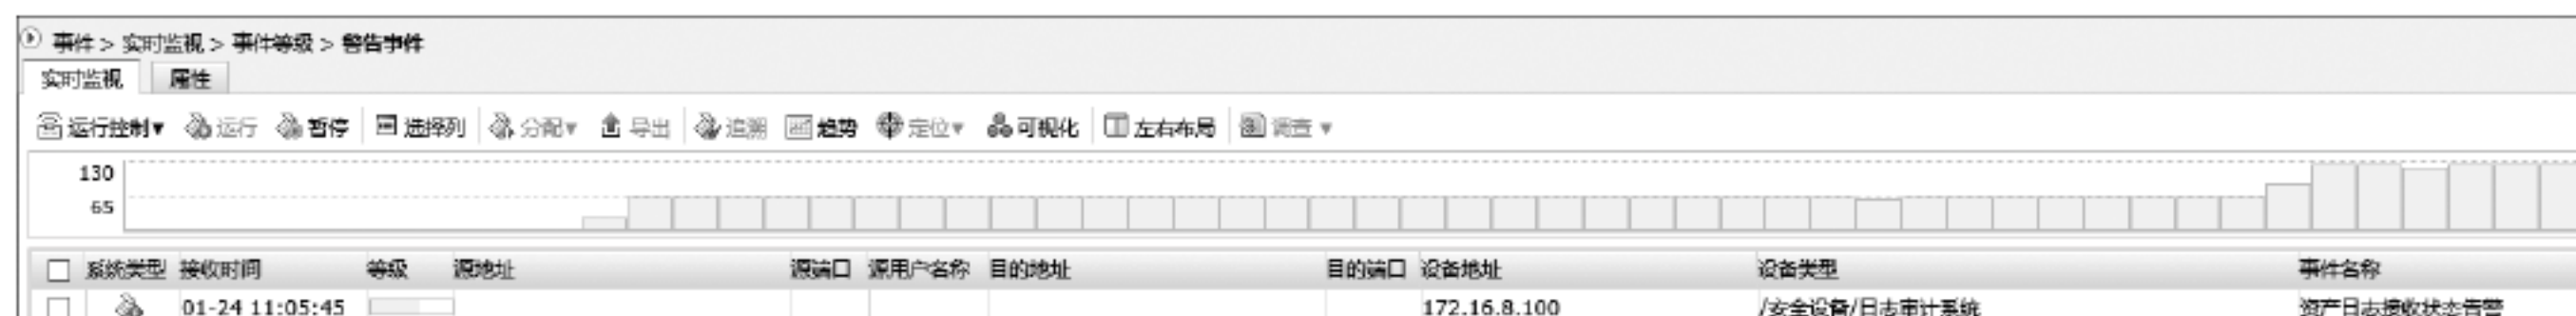 事件 > 实时监视 > 事件等级 > 警告事件
实时监视 属性
运行控制▾ 运行 暂停 选择列 分配▾ 导出 追溯 趋势 定位▾ 可视化 左右布局 调查 ▾
130
65
系统类型 接收时间 等级 源地址 源端口 源用户名称 目的地址 目的端口 设备地址 设备类型 事件名称
01-24 11:05:45 172.16.8.100 /安全设备/日志审计系统 资产日志接收状态告警